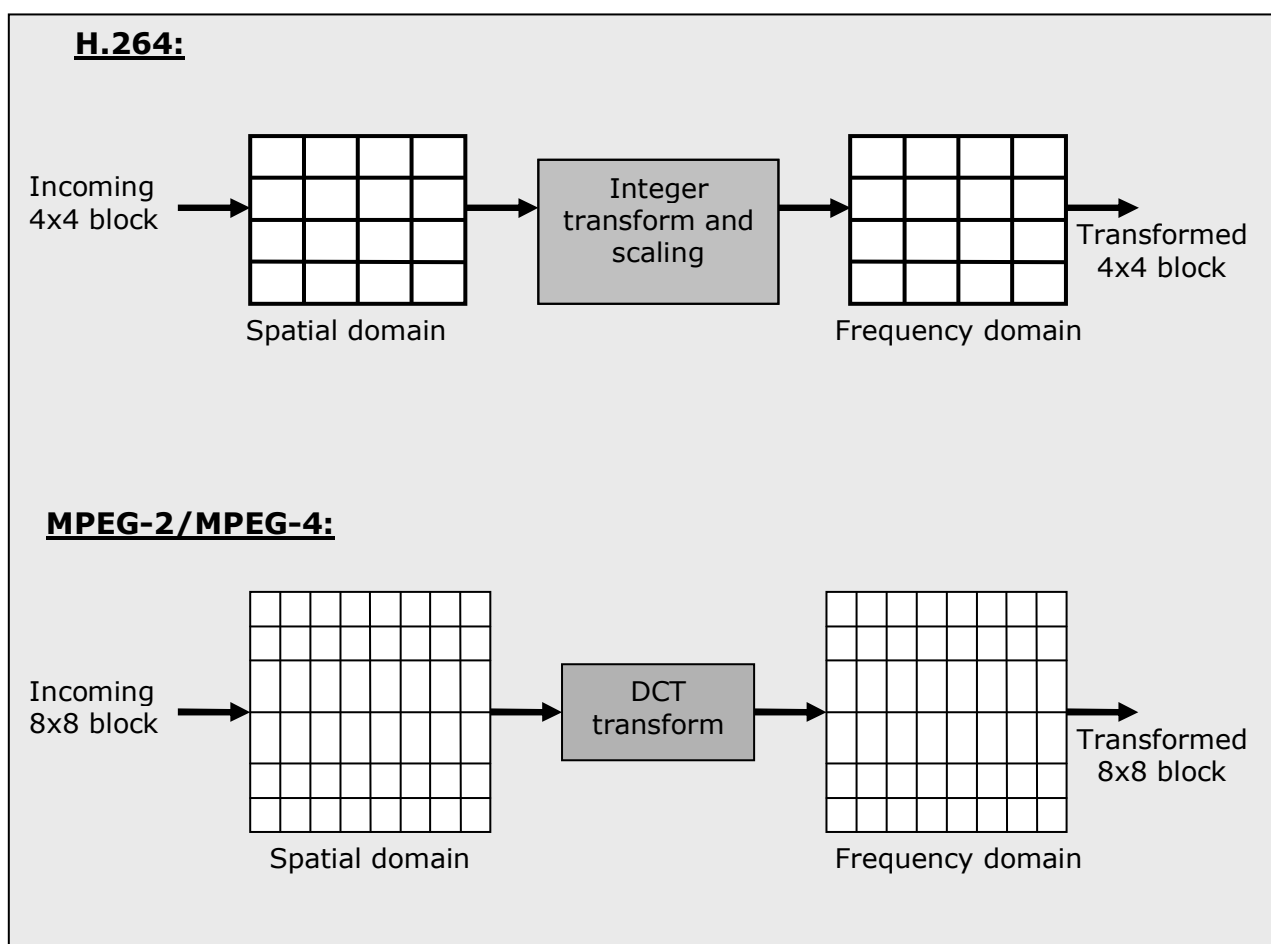 H.264:
Incoming
4x4 block
Integer
transform and
scaling
Transformed
4x4 block
Spatial domain
Frequency domain
MPEG-2/MPEG-4:
Incoming
8x8 block
DCT
transform
Transformed
8x8 block
Spatial domain
Frequency domain